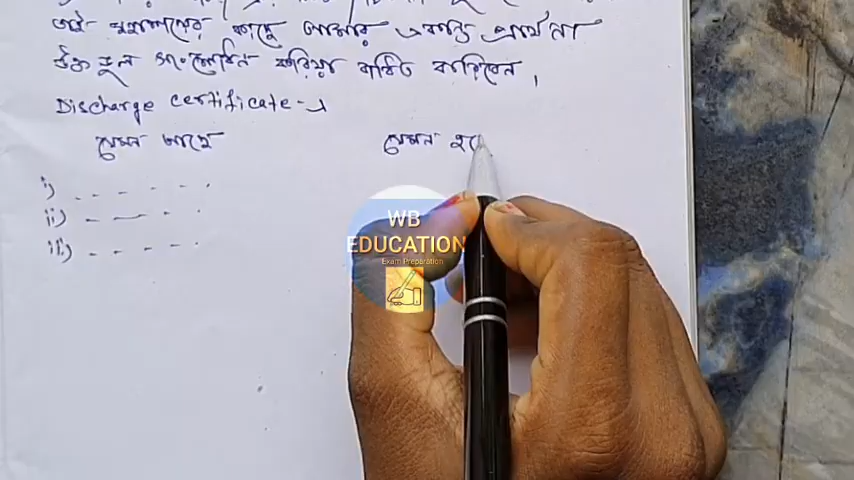 তাই মহাশয়ের কাছে আমার একান্ত প্রার্থনা
উক্ত ভুল সংশোধন করিয়া বাধিত করিবেন,
Discharge certificate-এ
যেমন আছে যেমন হবে
i) - - - - - -
ii) - — - - -
iii) - - - - -
WB
EDUCATION
Exam Preparation